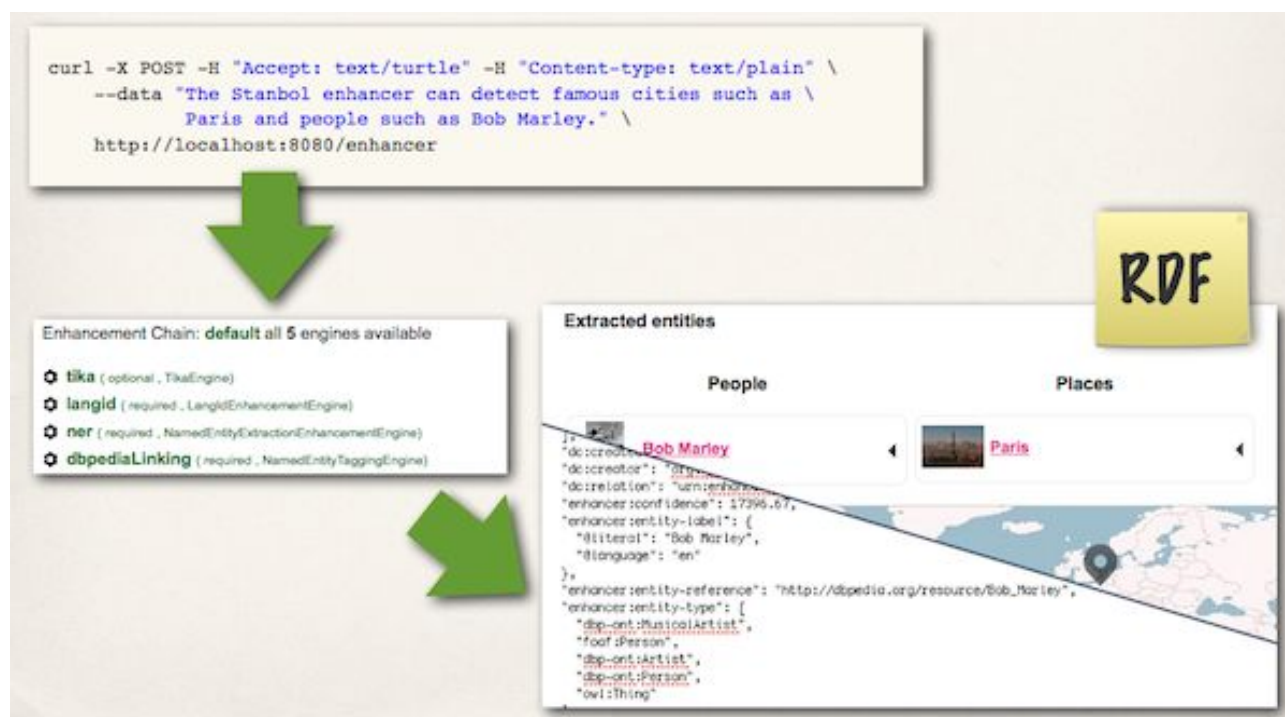 curl -X POST -H "Accept: text/turtle" -H "Content-type: text/plain" \
--data "The Stanbol enhancer can detect famous cities such as \
Paris and people such as Bob Marley." \
http://localhost:8080/enhancer
RDF
Enhancement Chain: default all 5 engines available
tika ( optional , TikaEngine)
langid ( required , LangIdEnhancementEngine)
ner ( required , NamedEntityExtractionEnhancementEngine)
dbpediaLinking ( required , NamedEntityTaggingEngine)
Extracted entities
People
Places
Bob Marley
Paris
},
"dc:created
"dc:creator": "org
"dc:relation": "urn:enhan
"enhancer:confidence": 17396.67,
"enhancer:entity-label": {
"@literal": "Bob Marley",
"@language": "en"
},
"enhancer:entity-reference": "http://dbpedia.org/resource/Bob_Marley",
"enhancer:entity-type": [
"dbp-ont:MusicalArtist",
"foaf:Person",
"dbp-ont:Artist",
"dbp-ont:Person",
"owl:Thing"